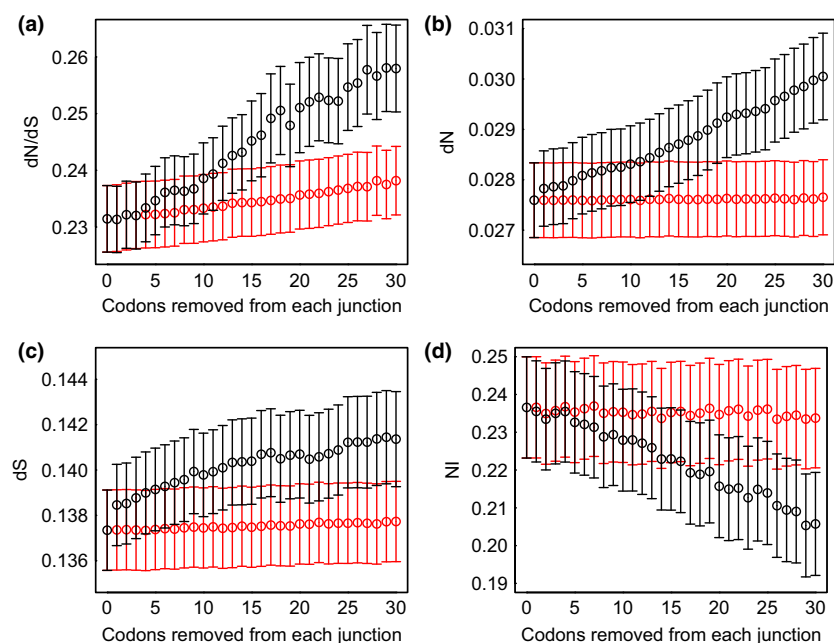 (a)
0.26
0.25
0.24
0.23
dN/dS
0 5 10 15 20 25 30
Codons removed from each junction
(b)
0.031
0.030
0.029
0.028
0.027
dN
0 5 10 15 20 25 30
Codons removed from each junction
(c)
0.144
0.142
0.140
0.138
0.136
dS
0 5 10 15 20 25 30
Codons removed from each junction
(d)
0.25
0.24
0.23
0.22
0.21
0.20
0.19
NI
0 5 10 15 20 25 30
Codons removed from each junction